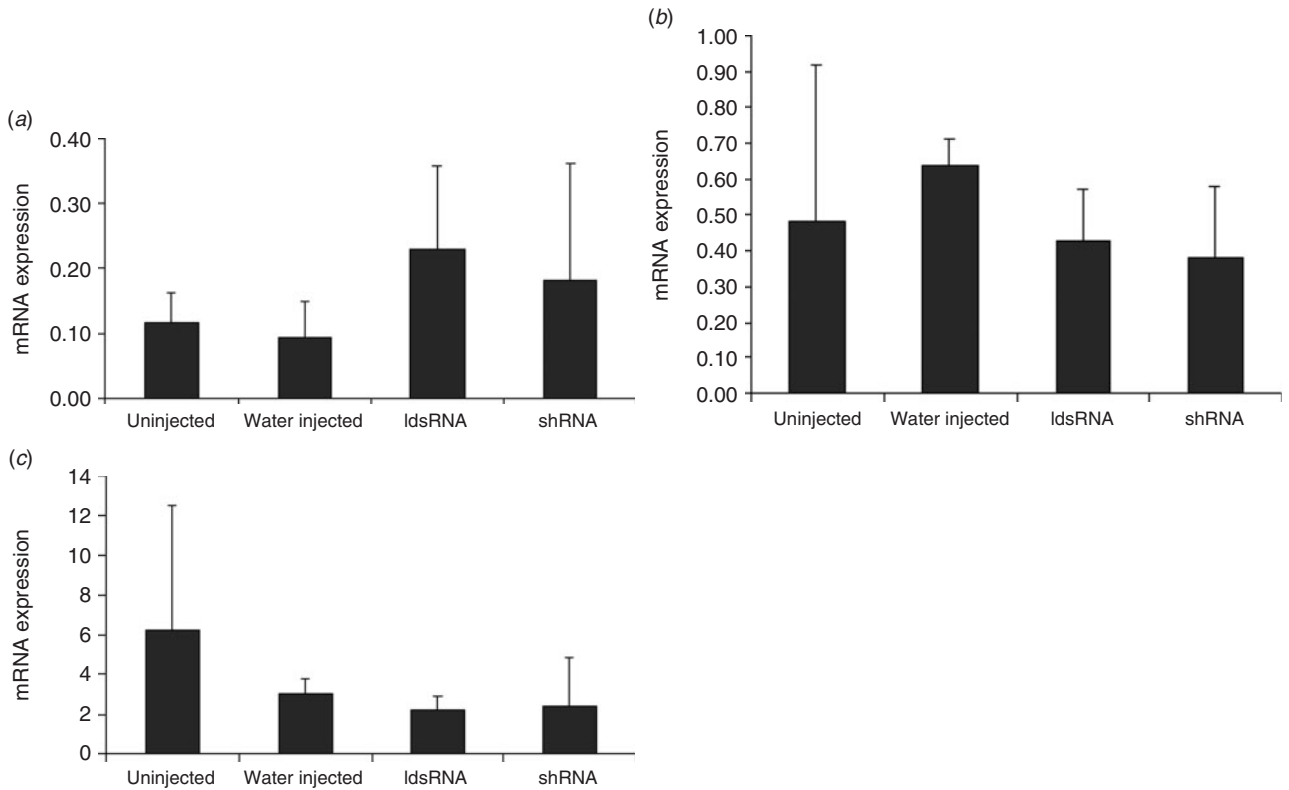 (a)
mRNA expression
0.40
0.30
0.20
0.10
0.00
Uninjected Water injected ldsRNA shRNA
(b)
mRNA expression
1.00
0.90
0.80
0.70
0.60
0.50
0.40
0.30
0.20
0.10
0.00
Uninjected Water injected ldsRNA shRNA
(c)
mRNA expression
14
12
10
8
6
4
2
0
Uninjected Water injected ldsRNA shRNA